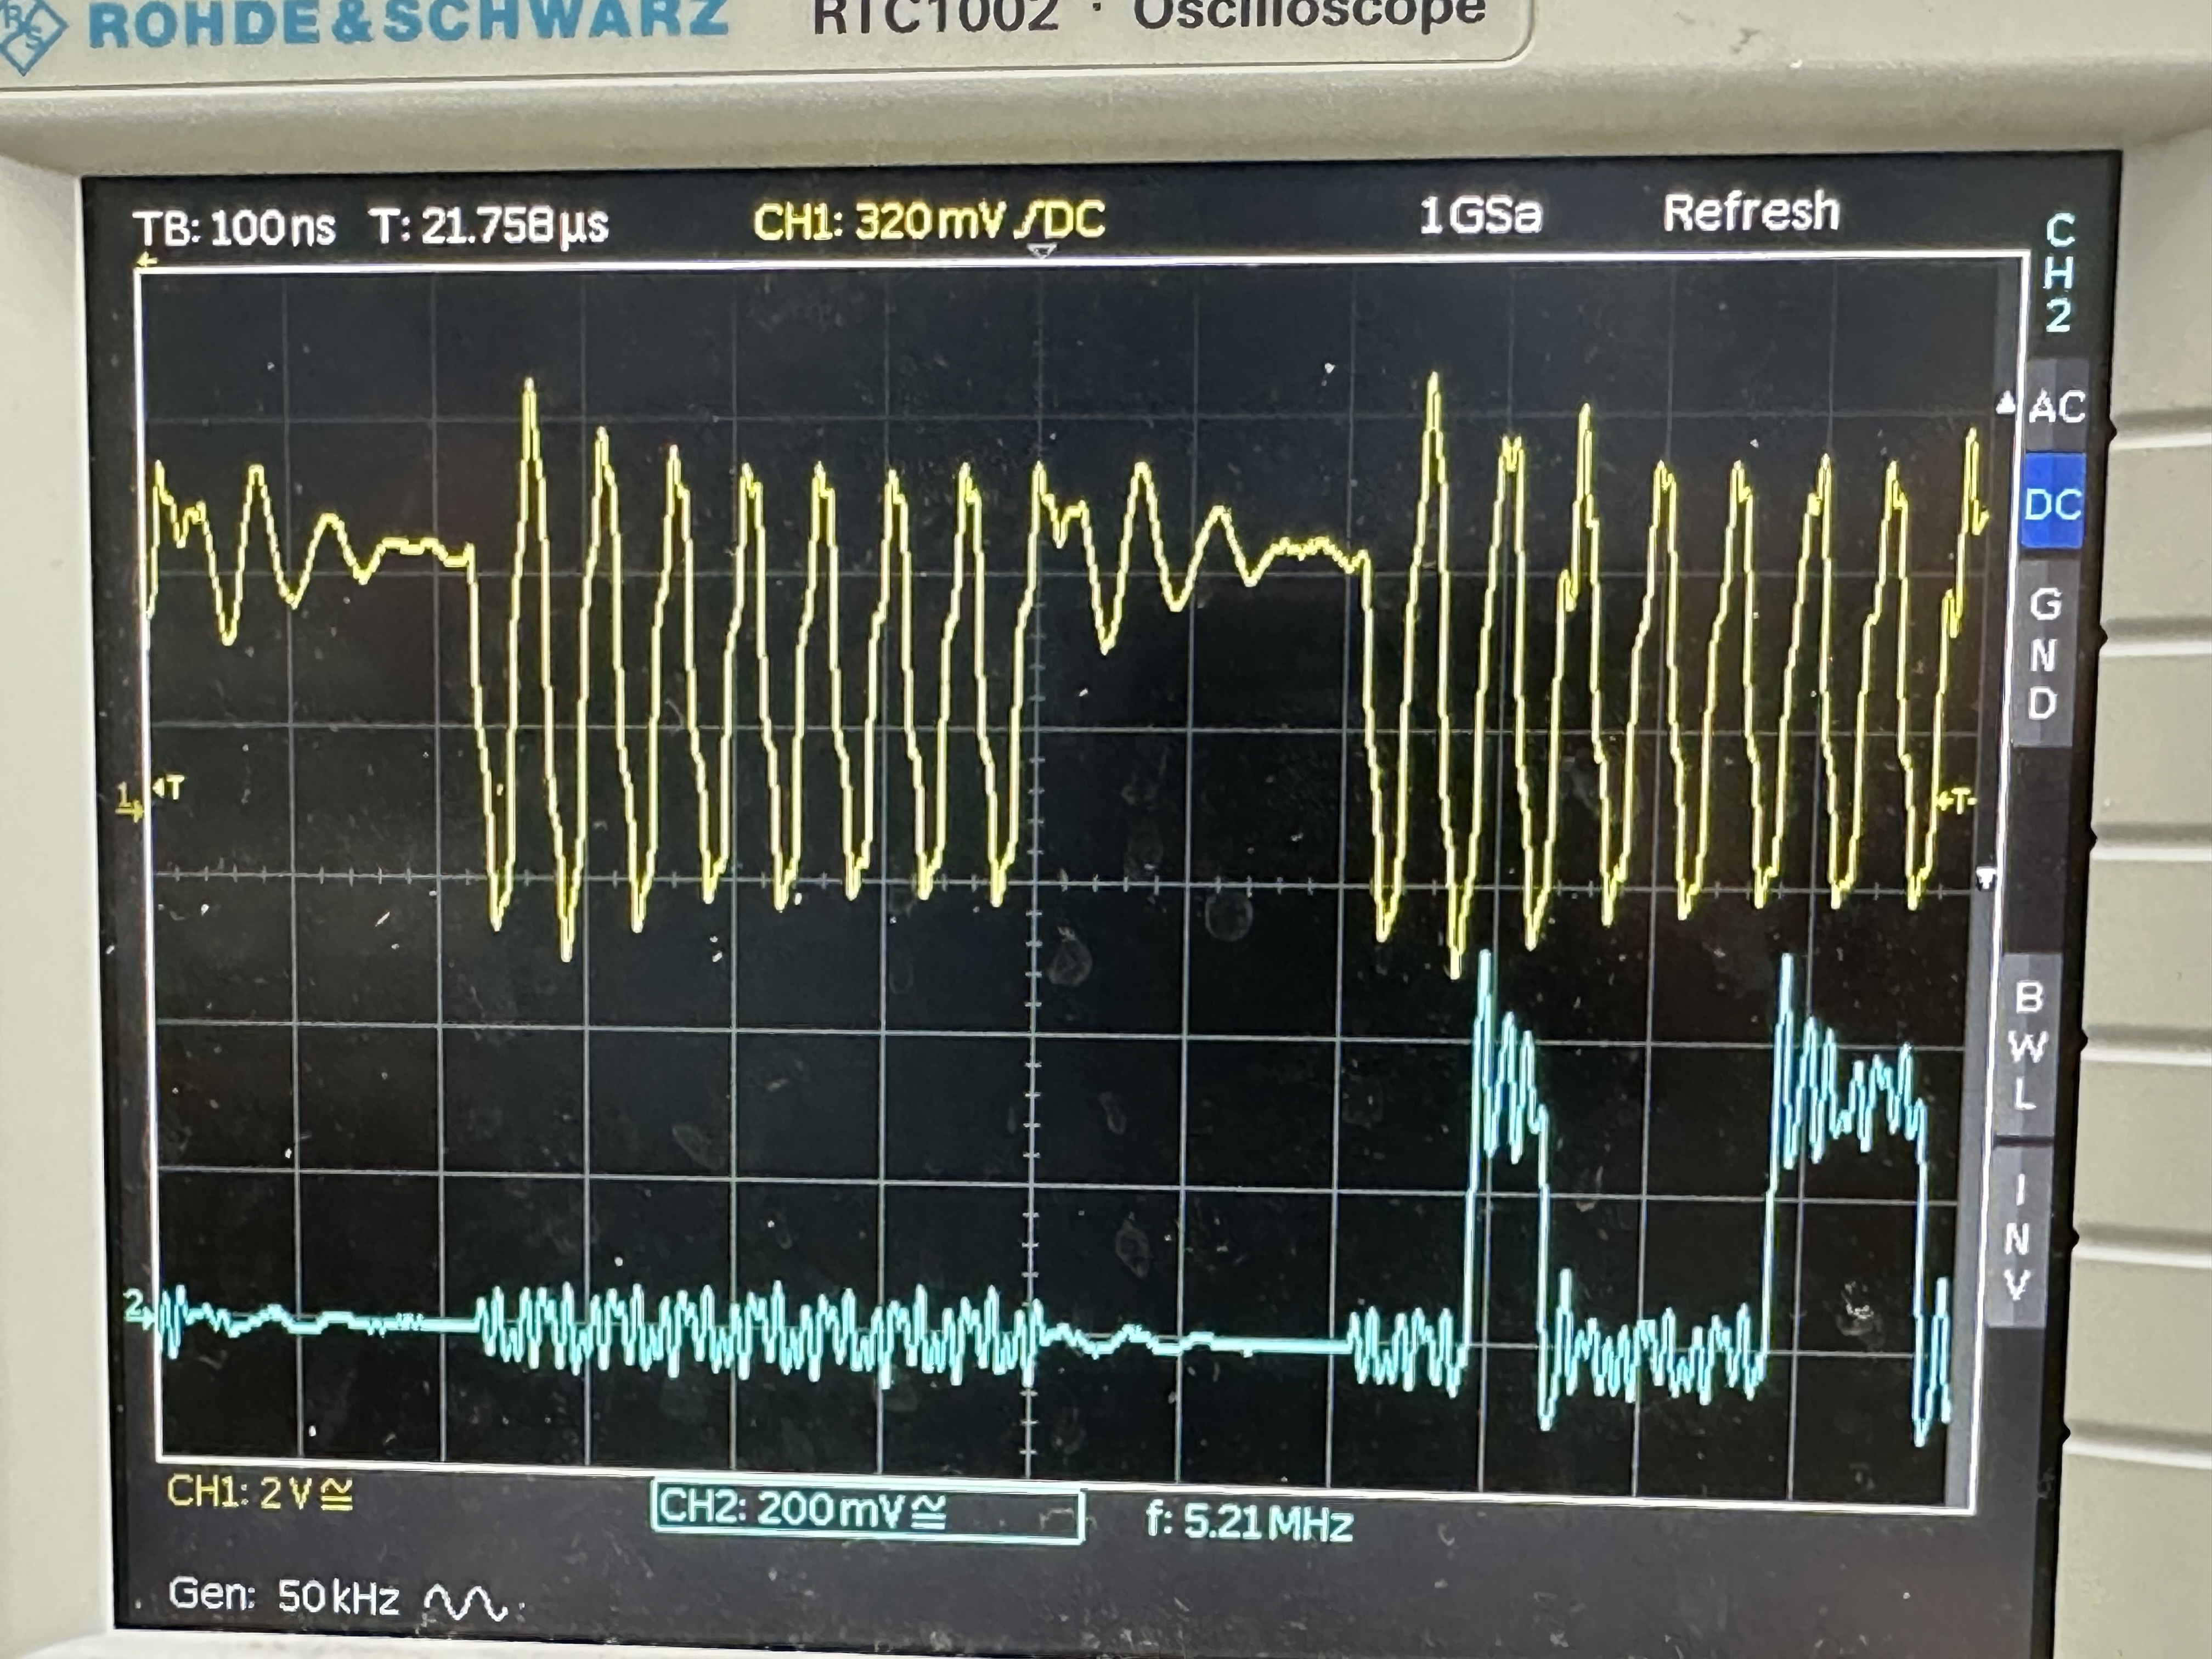 ROHDE & SCHWARZ RTC1002 · Oscilloscope
TB: 100ns T: 21.758µs CH1: 320mV DC 1GSa Refresh
CH2
AC
DC
GND
1
T
T
BWL
INV
2
CH1: 2V CH2: 200mV f: 5.21MHz
Gen: 50kHz